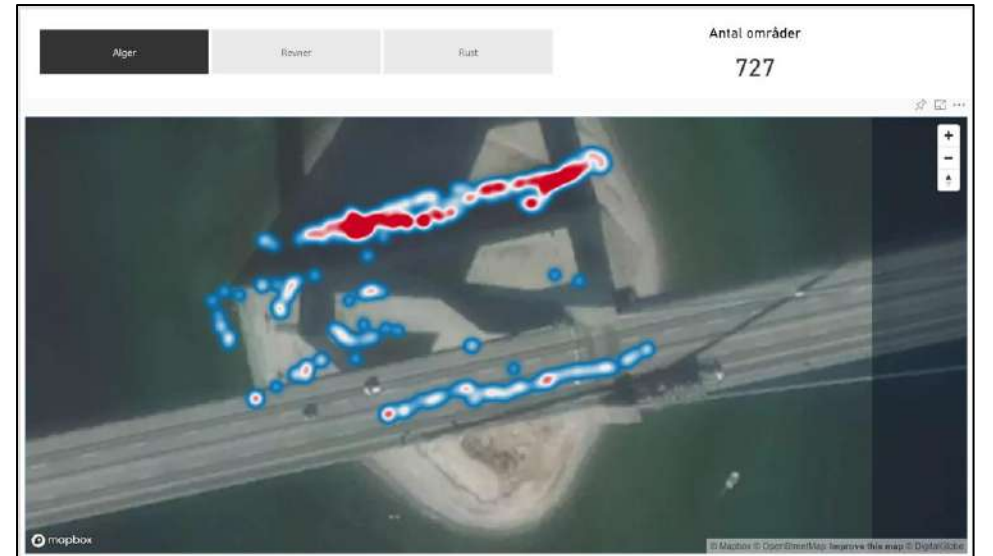 Alger
Revner
Rust
Antal områder
727
mapbox
© Mapbox © OpenStreetMap Improve this map © DigitalGlobe